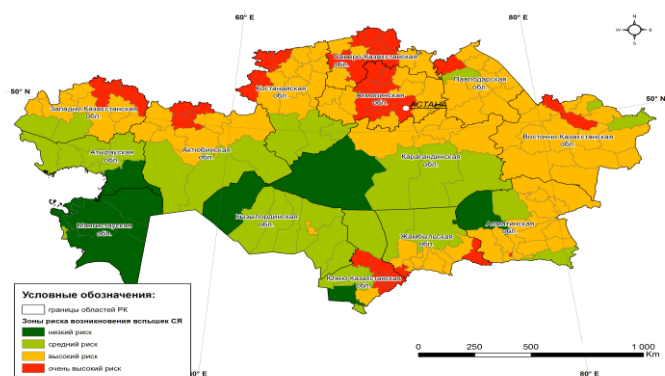 60° E
80° E
50° N
50° N
Северо-Казахстанская
обл.
Костанайская
обл.
Павлодарская
обл.
Акмолинская
обл.
АСТАНА
Западно-Казахстанская
обл.
Восточно-Казахстанская
обл.
Актюбинская
обл.
Атырауская
обл.
Карагандинская
обл.
Мангистауская
обл.
Кызылординская
обл.
Алматинская
обл.
Жамбылская
обл.
Южно-Казахстанская
обл.
Условные обозначения:
границы областей РК
Зоны риска возникновения вспышек СЯ
низкий риск
средний риск
высокий риск
очень высокий риск
0 250 500 1 000
80° E
N
W E
S